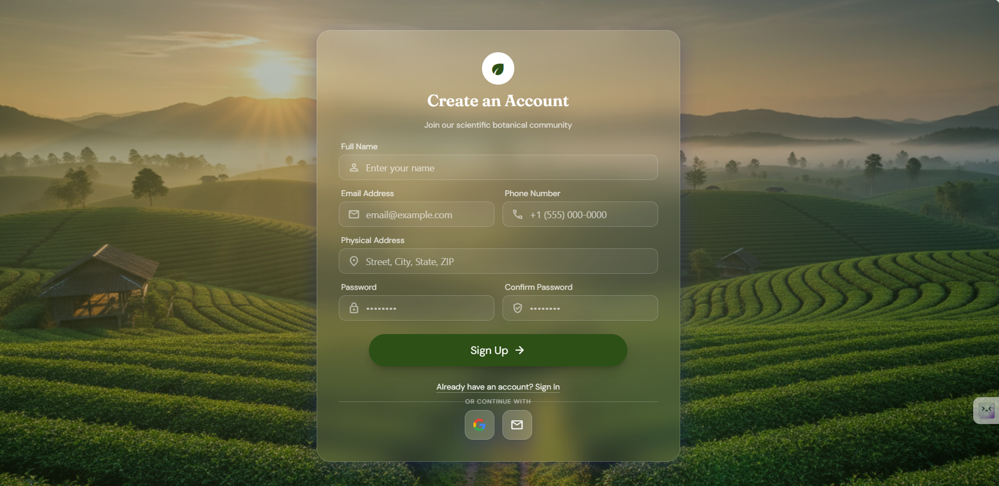 Create an Account
Join our scientific botanical community
Full Name
Enter your name
Email Address
Phone Number
email@example.com
+1 (555) 000-0000
Physical Address
Street, City, State, ZIP
Password
Confirm Password
••••••••
••••••••
Sign Up →
Already have an account? Sign In
OR CONTINUE WITH